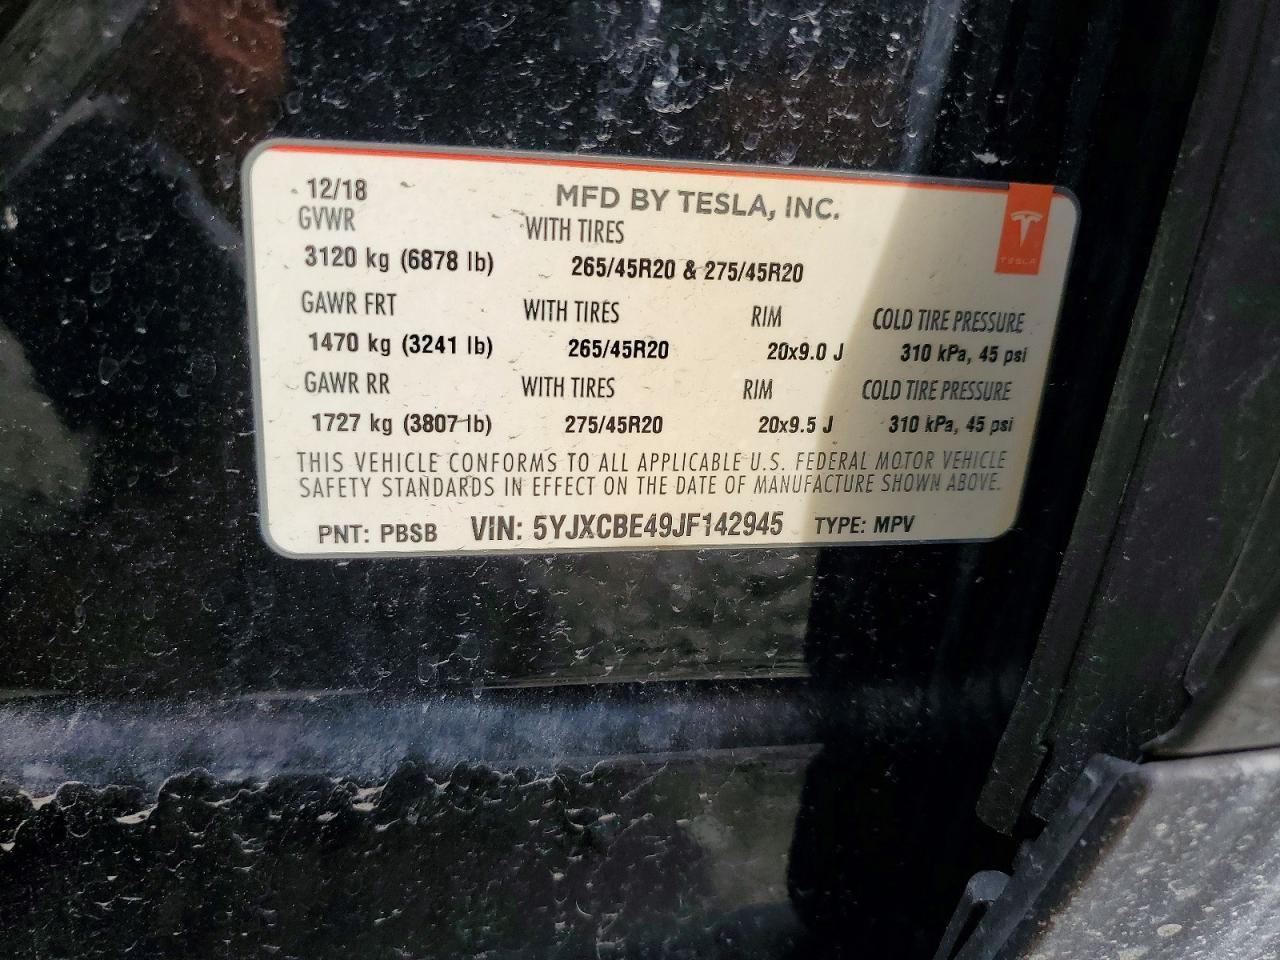 12/18 MFD BY TESLA, INC.
GVWR WITH TIRES
3120 kg (6878 lb) 265/45R20 & 275/45R20
TESLA
GAWR FRT WITH TIRES RIM COLD TIRE PRESSURE
1470 kg (3241 lb) 265/45R20 20x9.0 J 310 kPa, 45 psi
GAWR RR WITH TIRES RIM COLD TIRE PRESSURE
1727 kg (3807 lb) 275/45R20 20x9.5 J 310 kPa, 45 psi
THIS VEHICLE CONFORMS TO ALL APPLICABLE U.S. FEDERAL MOTOR VEHICLE
SAFETY STANDARDS IN EFFECT ON THE DATE OF MANUFACTURE SHOWN ABOVE.
PNT: PBSB VIN: 5YJXCBE49JF142945 TYPE: MPV